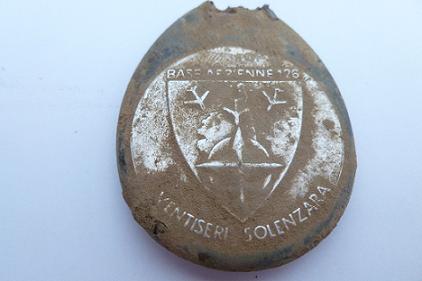 BASE AERIENNE 126
VENTISERI SOLENZARA